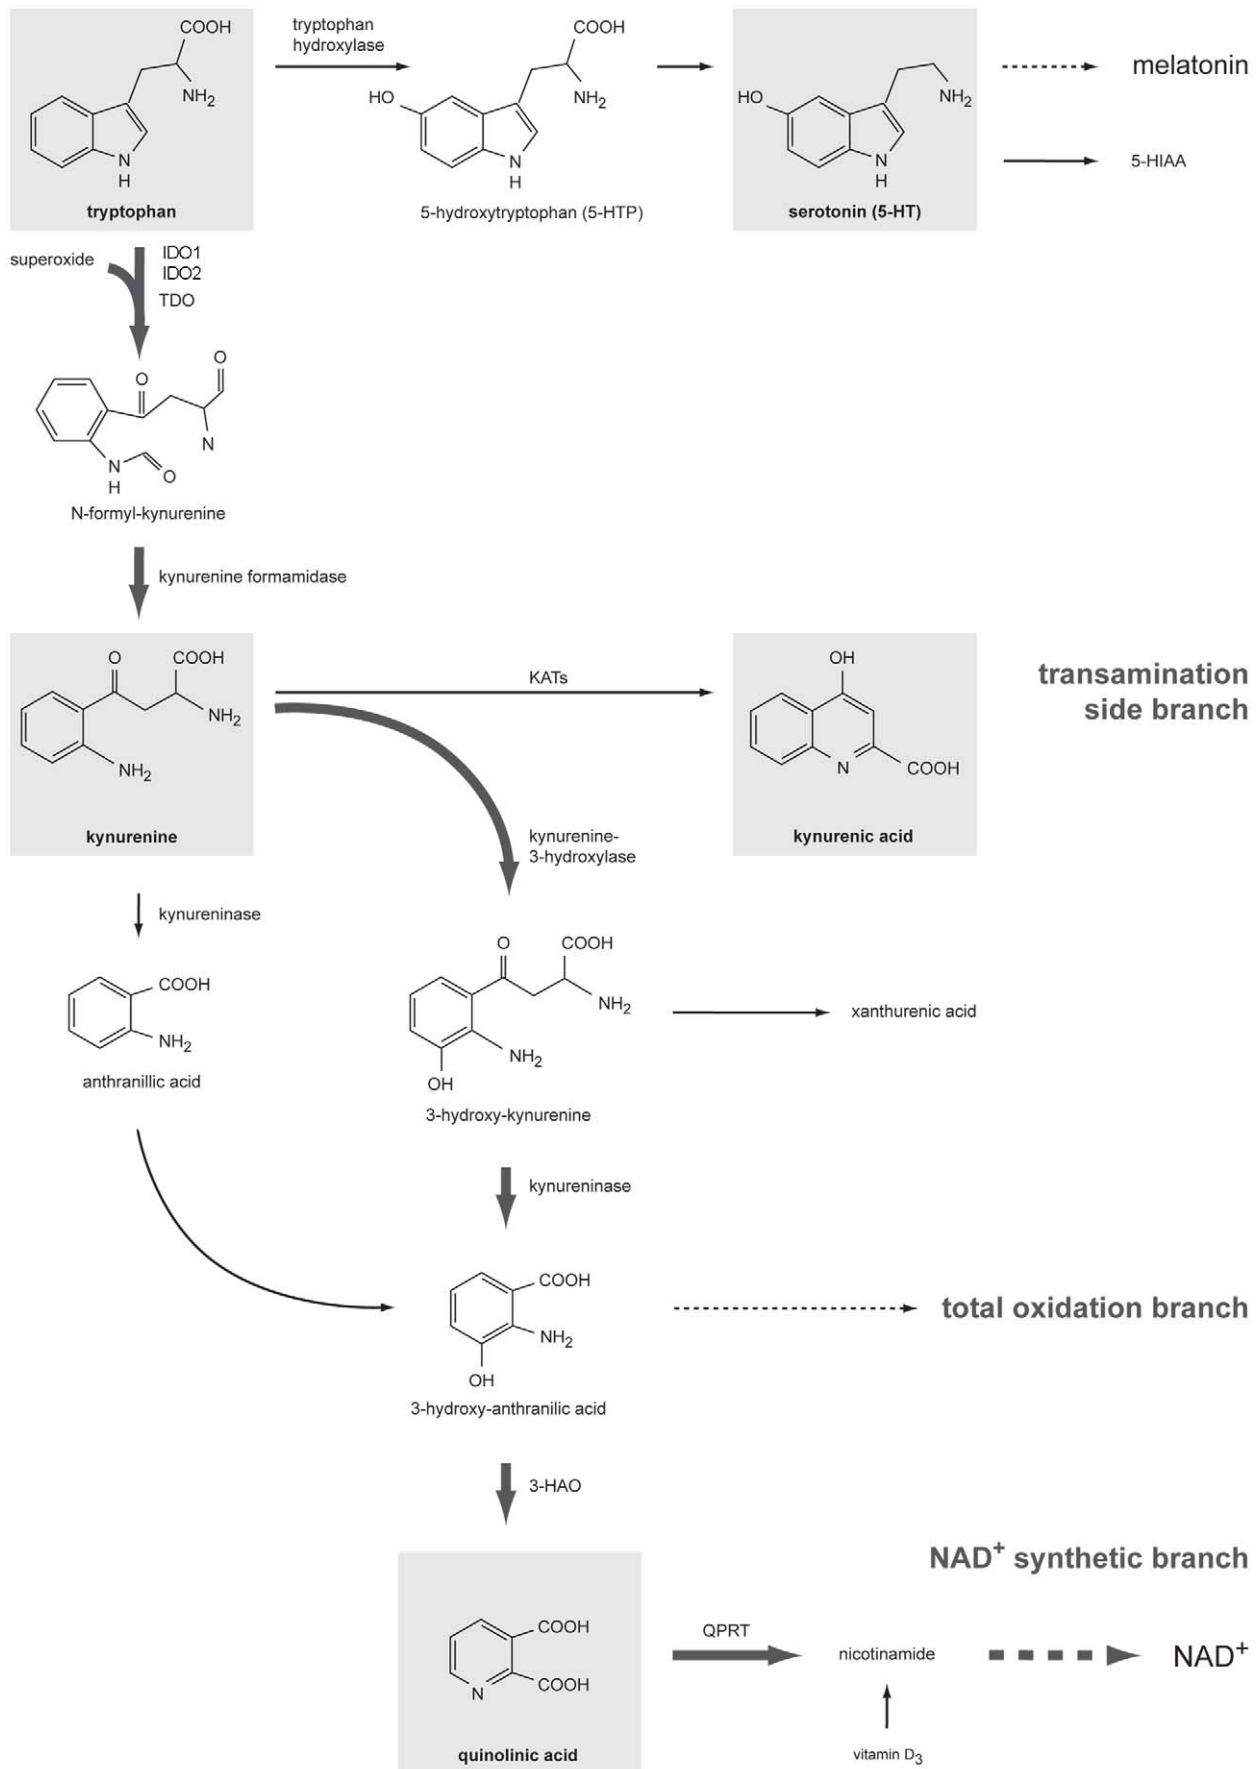 COOH
NH2
N
H
tryptophan
tryptophan
hydroxylase
COOH
HO
NH2
N
H
5-hydroxytryptophan (5-HTP)
HO
NH2
N
H
serotonin (5-HT)
melatonin
5-HIAA
superoxide
IDO1
IDO2
TDO
O
O
N
N
H
O
N-formyl-kynurenine
kynurenine formamidase
O
COOH
NH2
NH2
kynurenine
KATs
OH
N
COOH
kynurenic acid
transamination
side branch
kynurenine-
3-hydroxylase
kynureninase
COOH
NH2
anthranillic acid
O
COOH
NH2
NH2
OH
3-hydroxy-kynurenine
xanthurenic acid
kynureninase
COOH
NH2
OH
3-hydroxy-anthranilic acid
total oxidation branch
3-HAO
NAD+ synthetic branch
COOH
COOH
N
quinolinic acid
QPRT
nicotinamide
NAD+
vitamin D3